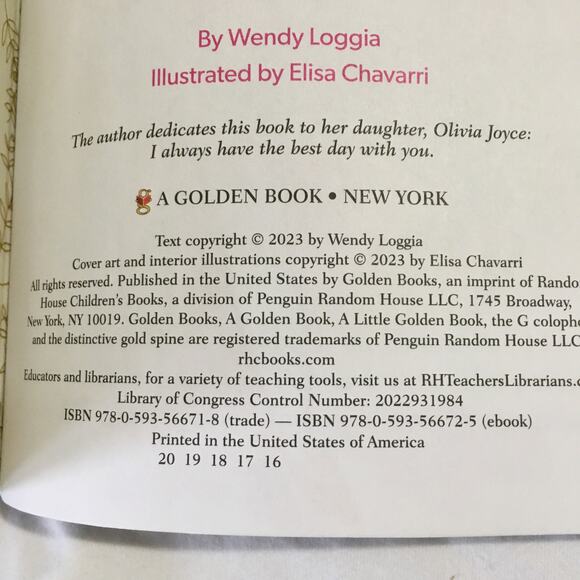 By Wendy Loggia
Illustrated by Elisa Chavarri
The author dedicates this book to her daughter, Olivia Joyce:
I always have the best day with you.
A GOLDEN BOOK • NEW YORK
Text copyright © 2023 by Wendy Loggia
Cover art and interior illustrations copyright © 2023 by Elisa Chavarri
All rights reserved. Published in the United States by Golden Books, an imprint of Rando
House Children's Books, a division of Penguin Random House LLC, 1745 Broadway,
New York, NY 10019. Golden Books, A Golden Book, A Little Golden Book, the G coloph
and the distinctive gold spine are registered trademarks of Penguin Random House LLC
rhcbooks.com
Educators and librarians, for a variety of teaching tools, visit us at RHTeachersLibrarians.c
Library of Congress Control Number: 2022931984
ISBN 978-0-593-56671-8 (trade) — ISBN 978-0-593-56672-5 (ebook)
Printed in the United States of America
20 19 18 17 16